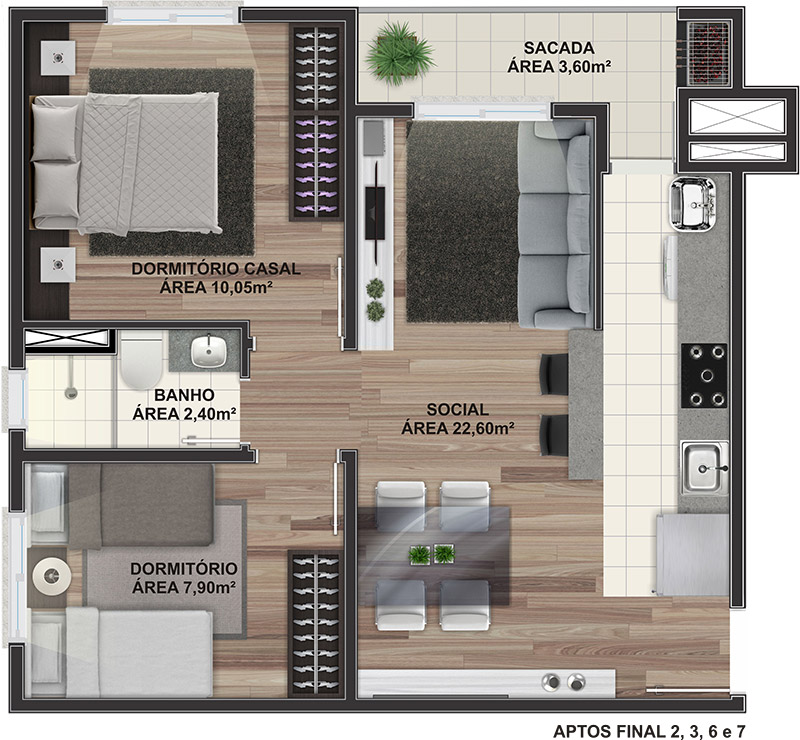 SACADA
ÁREA 3,60m²
DORMITÓRIO CASAL
ÁREA 10,05m²
BANHO
ÁREA 2,40m²
SOCIAL
ÁREA 22,60m²
DORMITÓRIO
ÁREA 7,90m²
APTOS FINAL 2, 3, 6 e 7